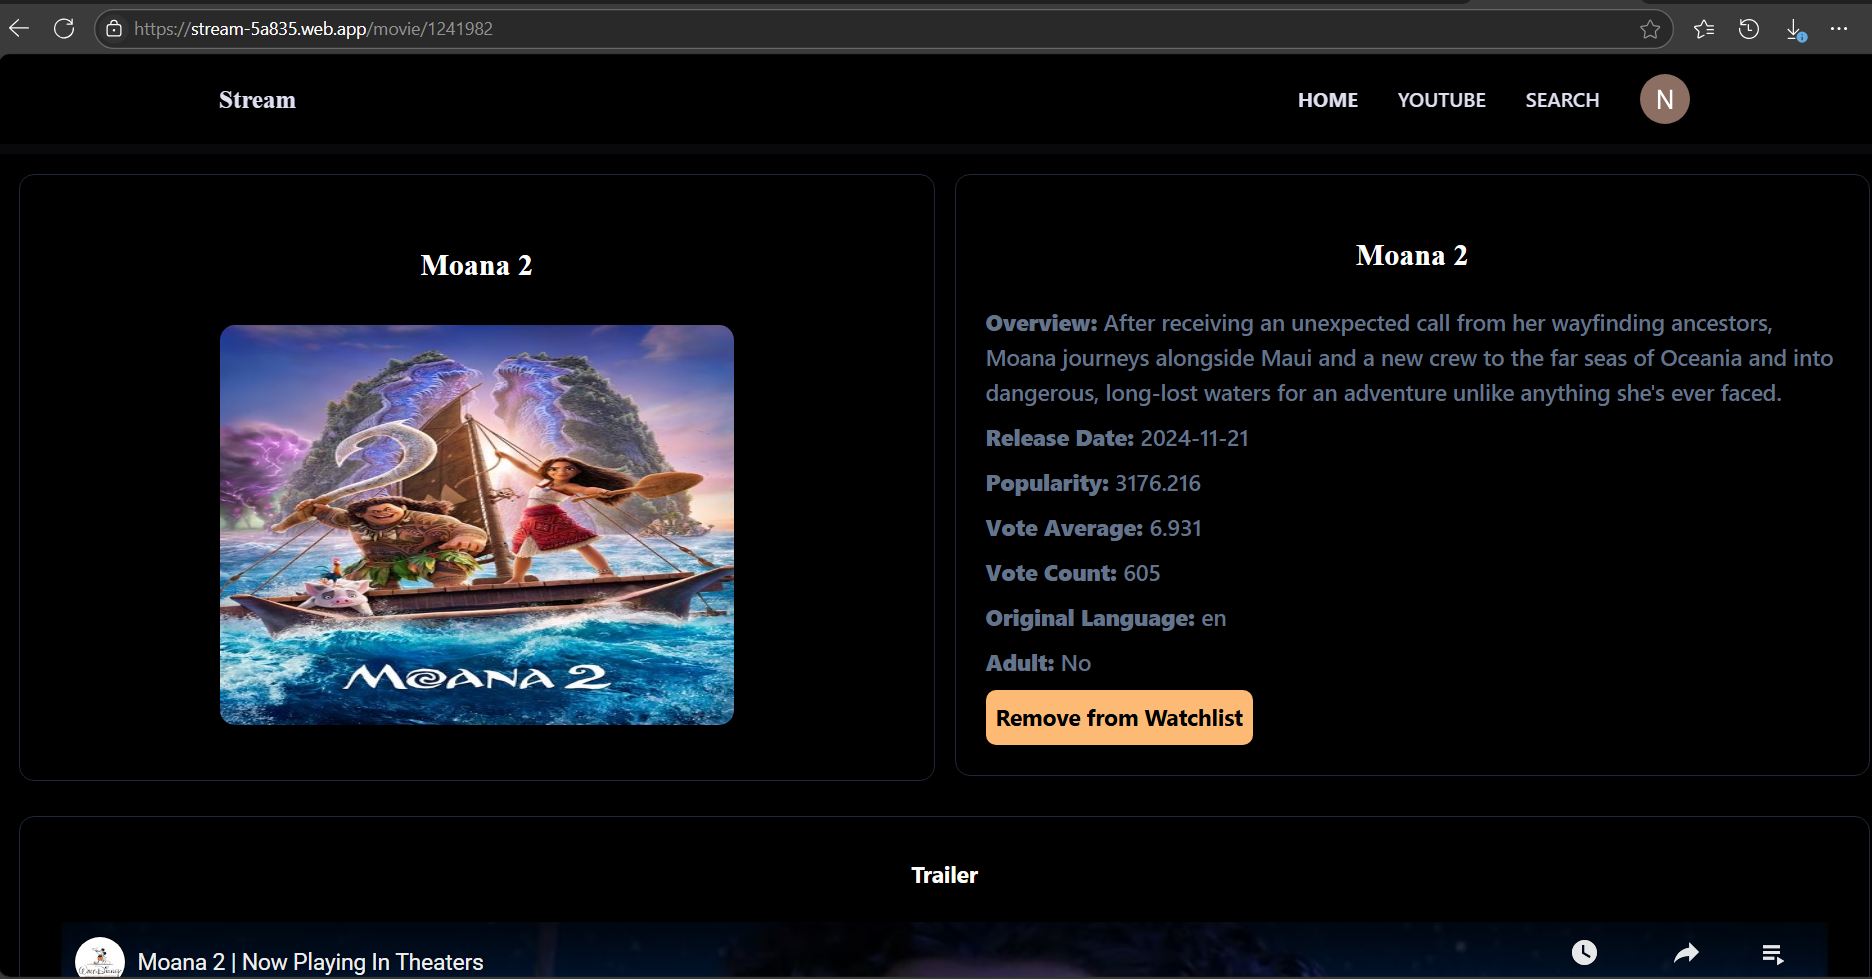 https://stream-5a835.web.app/movie/1241982
Stream
HOME
YOUTUBE
SEARCH
N
Moana 2
MOANA 2
Moana 2
Overview: After receiving an unexpected call from her wayfinding ancestors,
Moana journeys alongside Maui and a new crew to the far seas of Oceania and into
dangerous, long-lost waters for an adventure unlike anything she's ever faced.
Release Date: 2024-11-21
Popularity: 3176.216
Vote Average: 6.931
Vote Count: 605
Original Language: en
Adult: No
Remove from Watchlist
Trailer
Moana 2 | Now Playing In Theaters